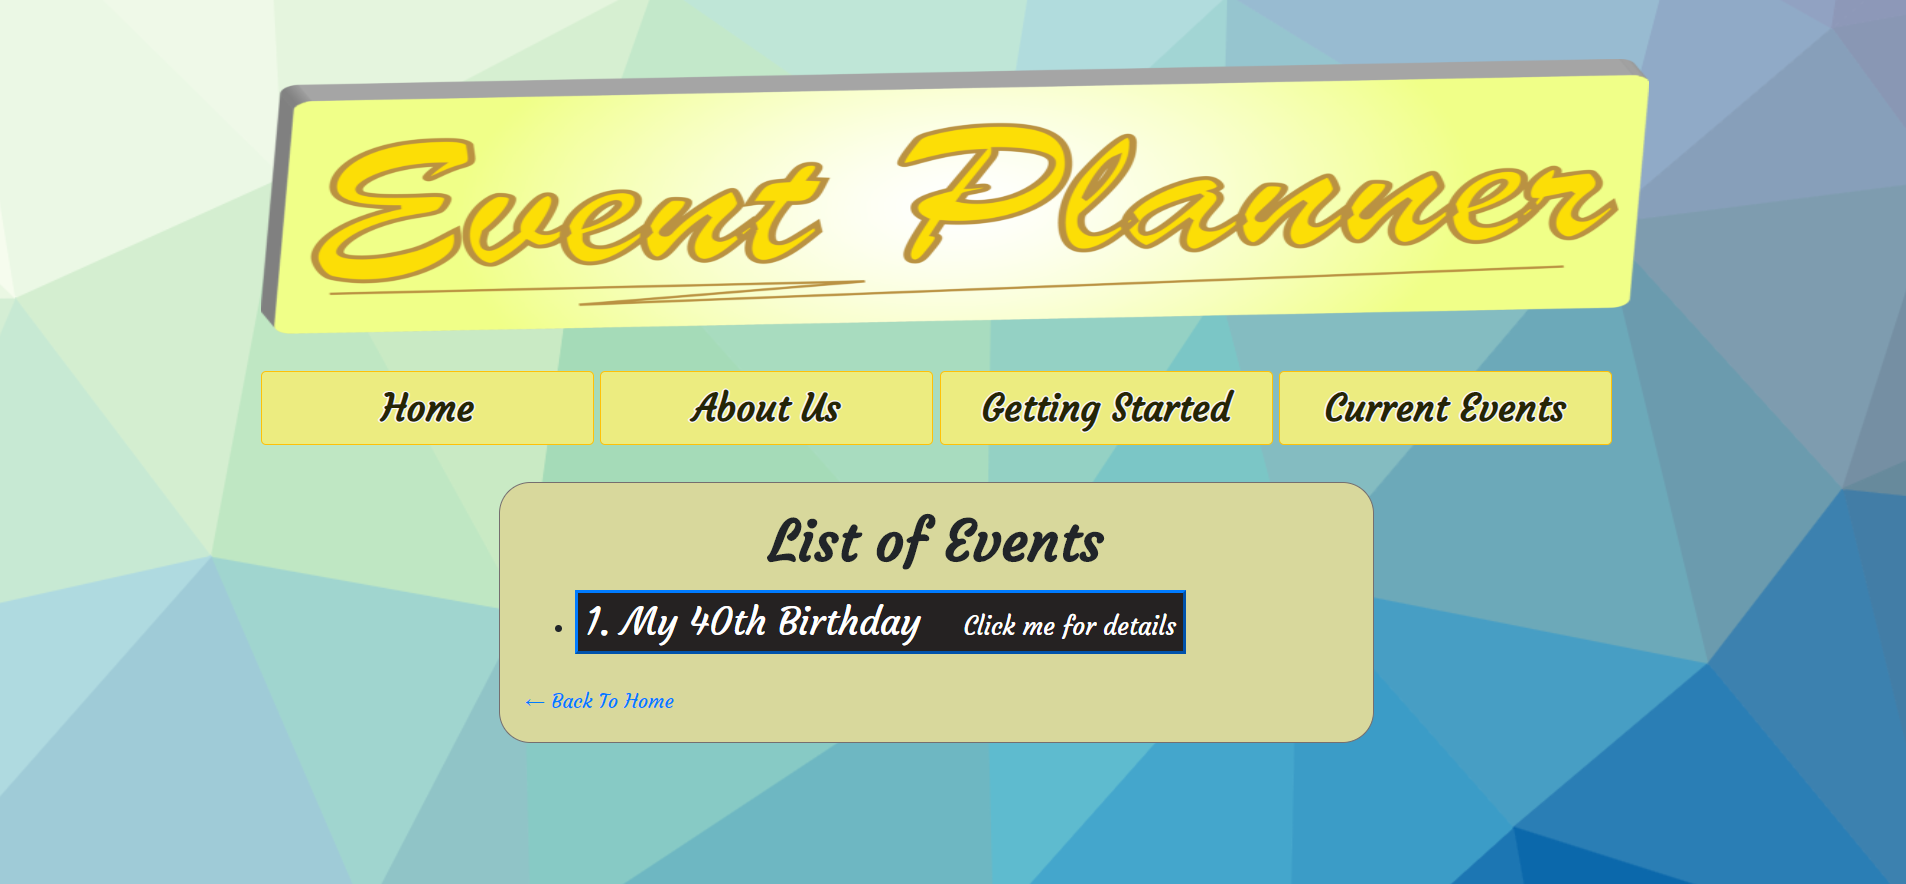 Event Planner
Home About Us Getting Started Current Events
List of Events
1. My 40th Birthday Click me for details
← Back To Home